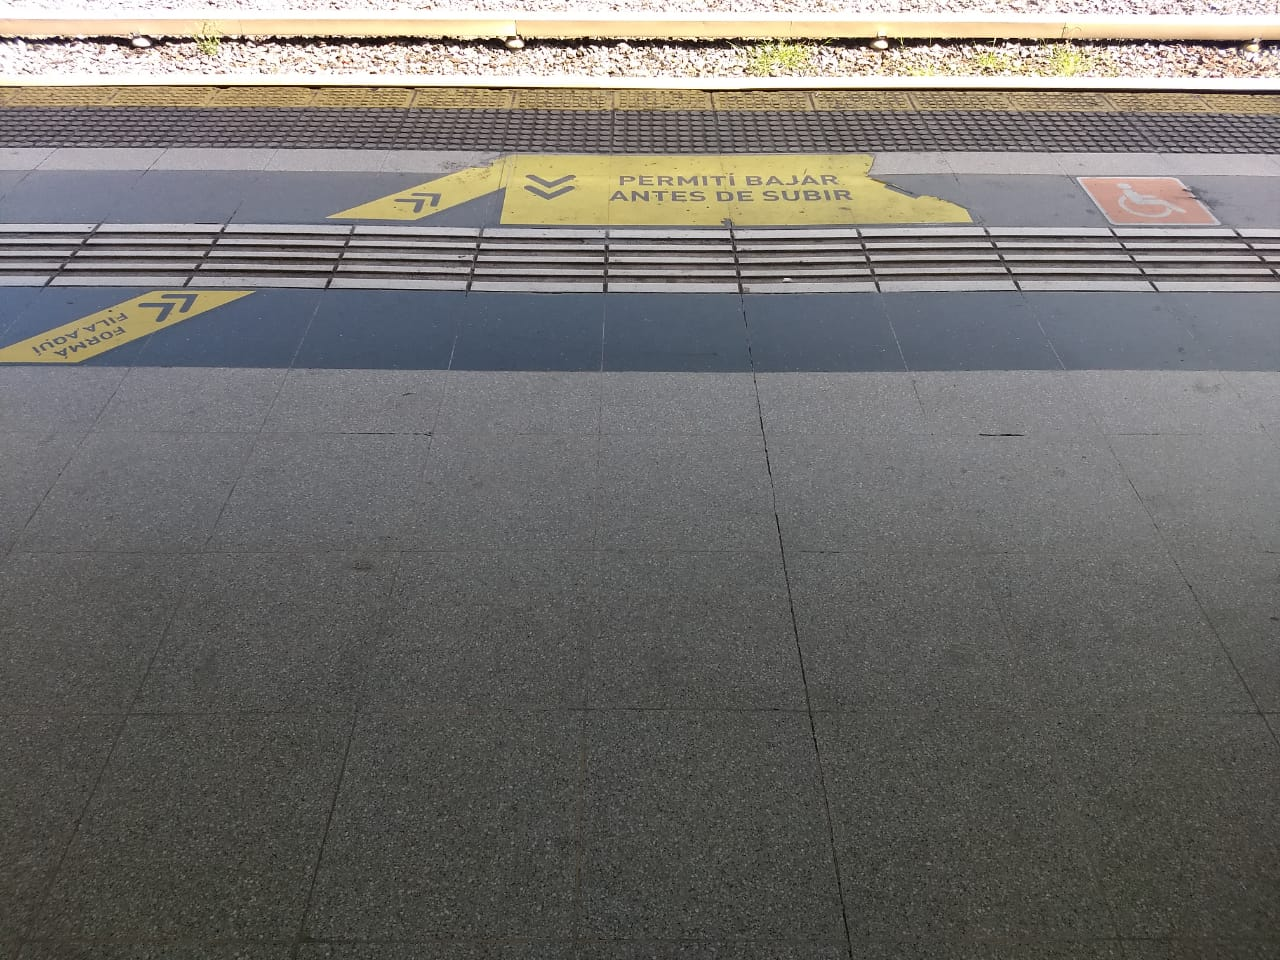 PERMITÍ BAJAR
ANTES DE SUBIR
FORMÁ
FILA AQUÍ